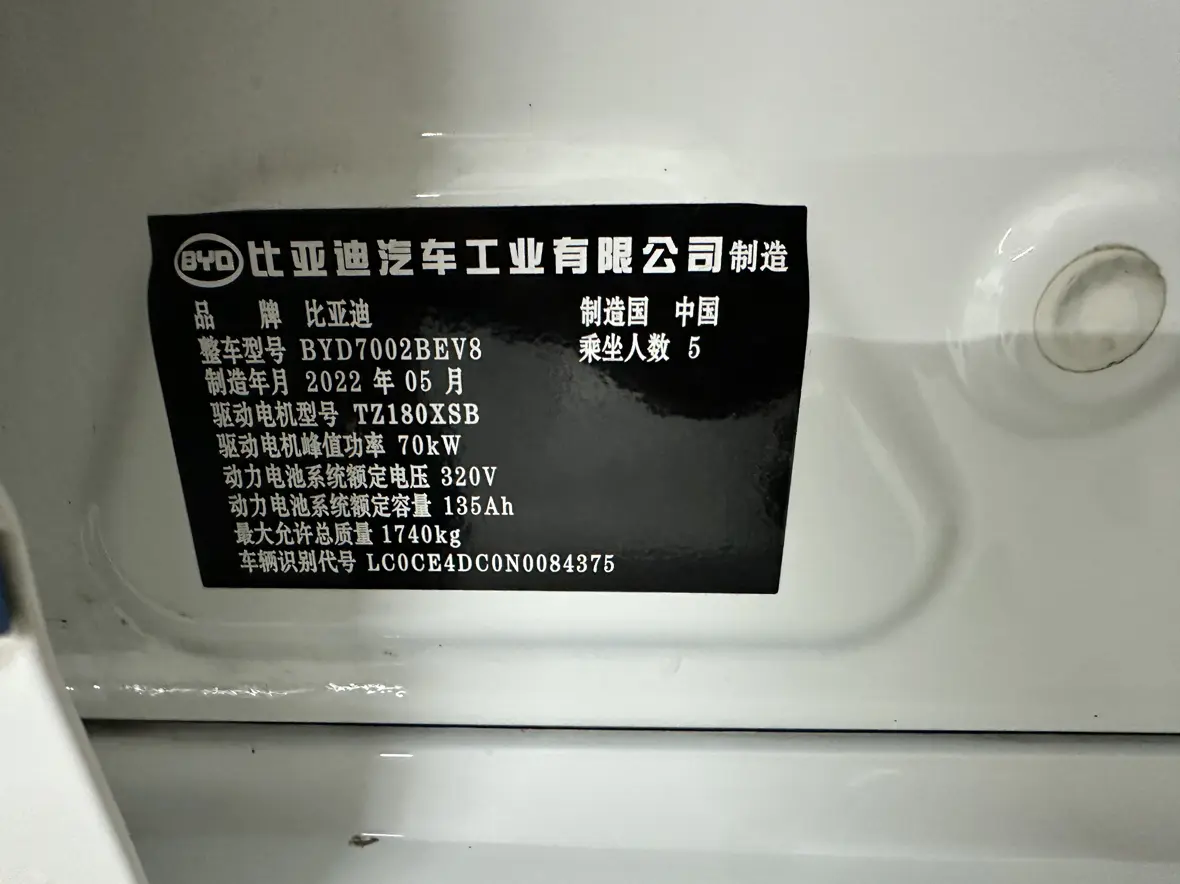 BYD 比亚迪汽车工业有限公司制造
品 牌 比亚迪 制造国 中国
整车型号 BYD7002BEV8 乘坐人数 5
制造年月 2022 年 05 月
驱动电机型号 TZ180XSB
驱动电机峰值功率 70kW
动力电池系统额定电压 320V
动力电池系统额定容量 135Ah
最大允许总质量 1740kg
车辆识别代号 LC0CE4DC0N0084375